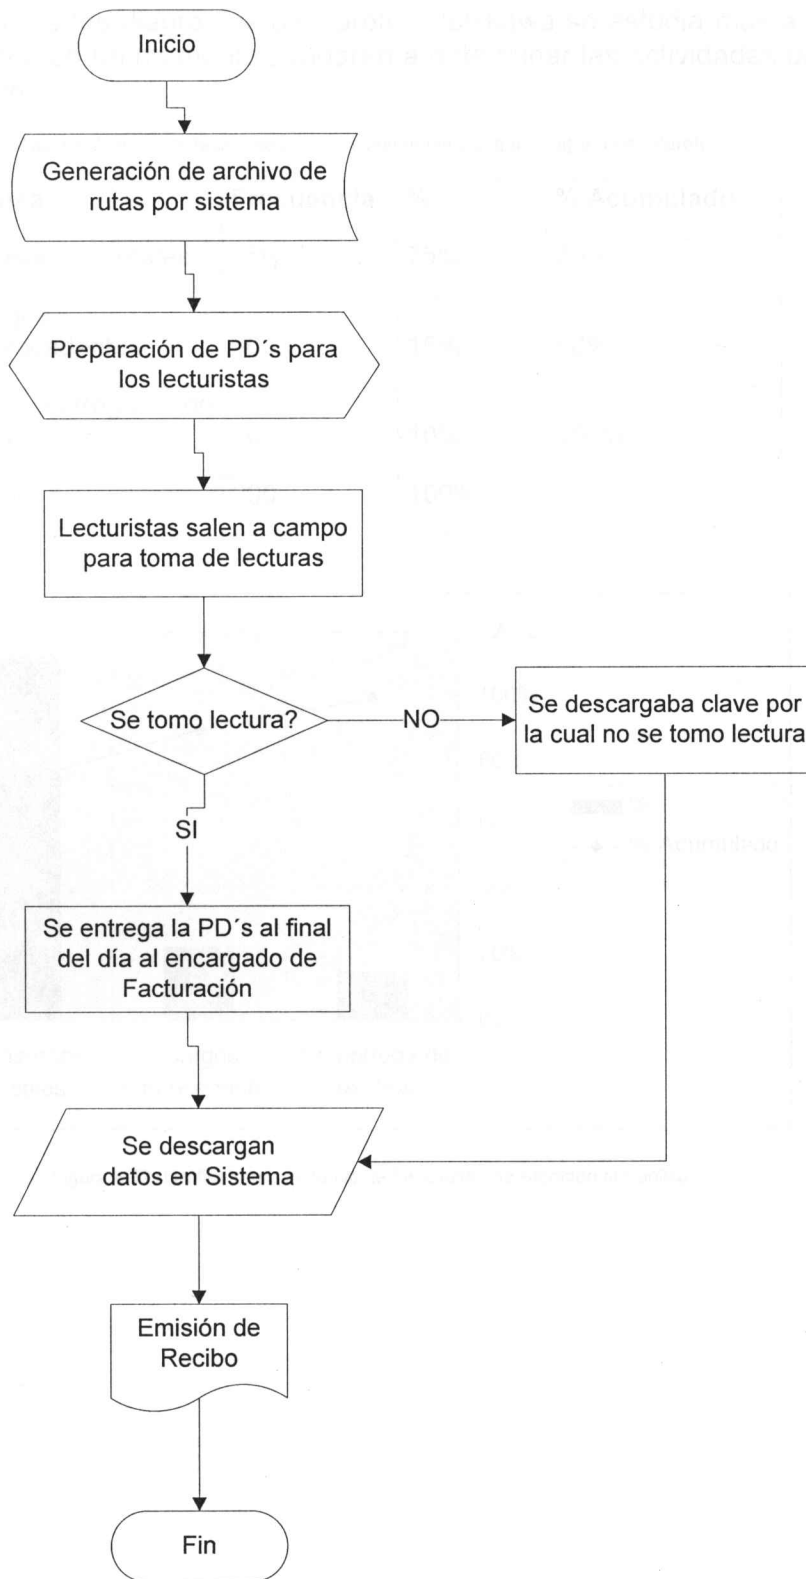 Inicio
Generación de archivo de
rutas por sistema
Preparación de PD´s para
los lecturistas
Lecturistas salen a campo
para toma de lecturas
Se tomo lectura?
NO
Se descargaba clave por
la cual no se tomo lectura
SI
Se entrega la PD´s al final
del día al encargado de
Facturación
Se descargan
datos en Sistema
Emisión de
Recibo
Fin